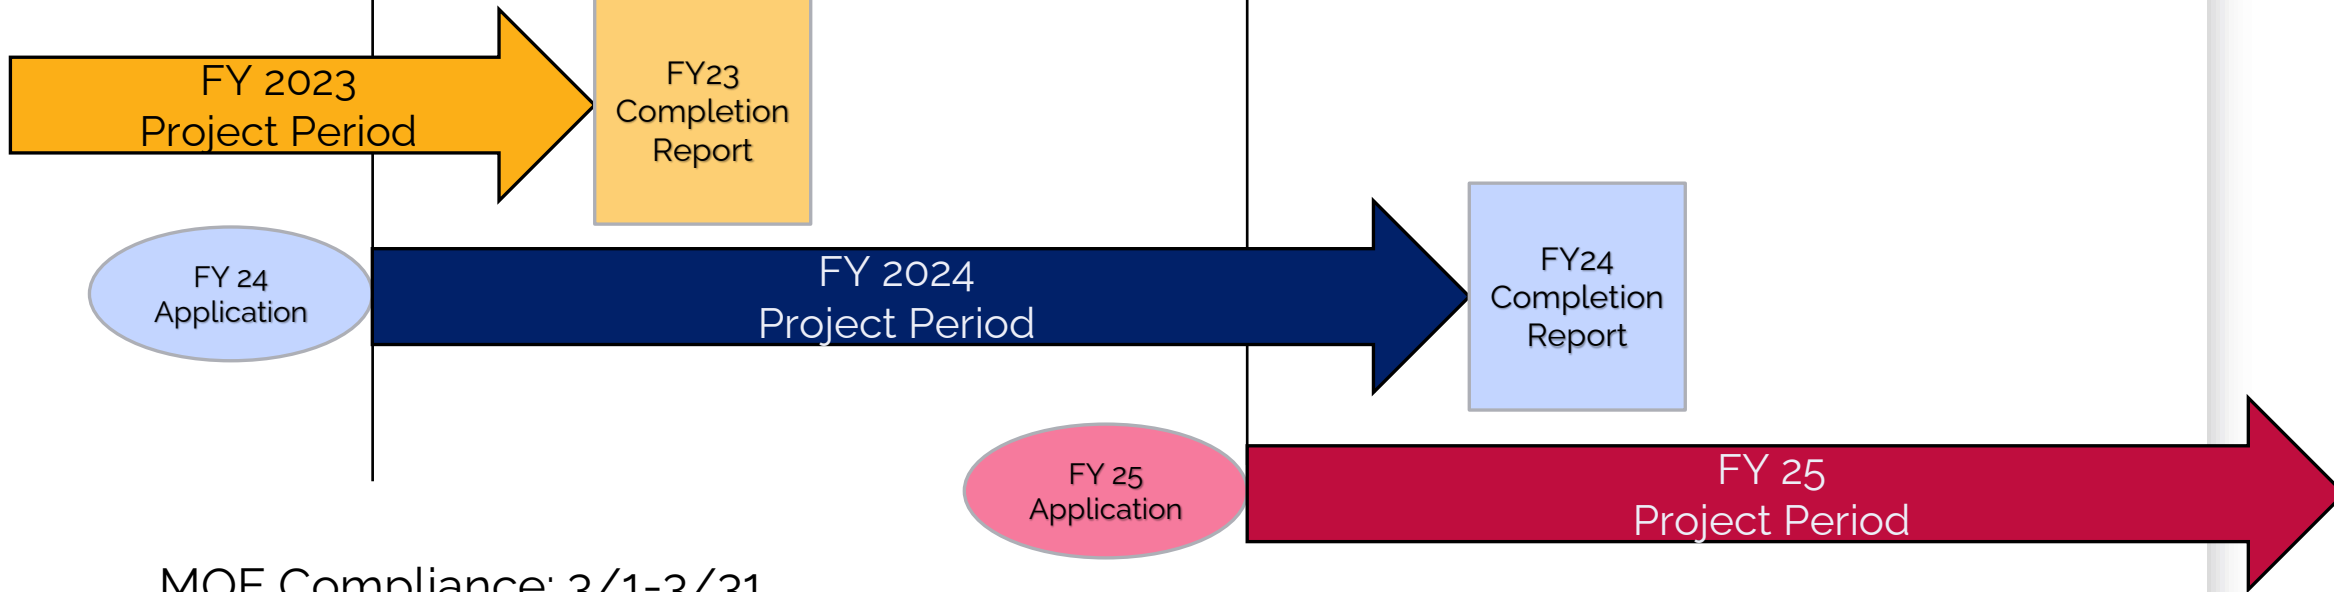 FY 2023
Project Period
FY23
Completion
Report
FY 24
Application
FY 2024
Project Period
FY24
Completion
Report
FY 25
Application
FY 25
Project Period
MOE Compliance: 3/1-3/31